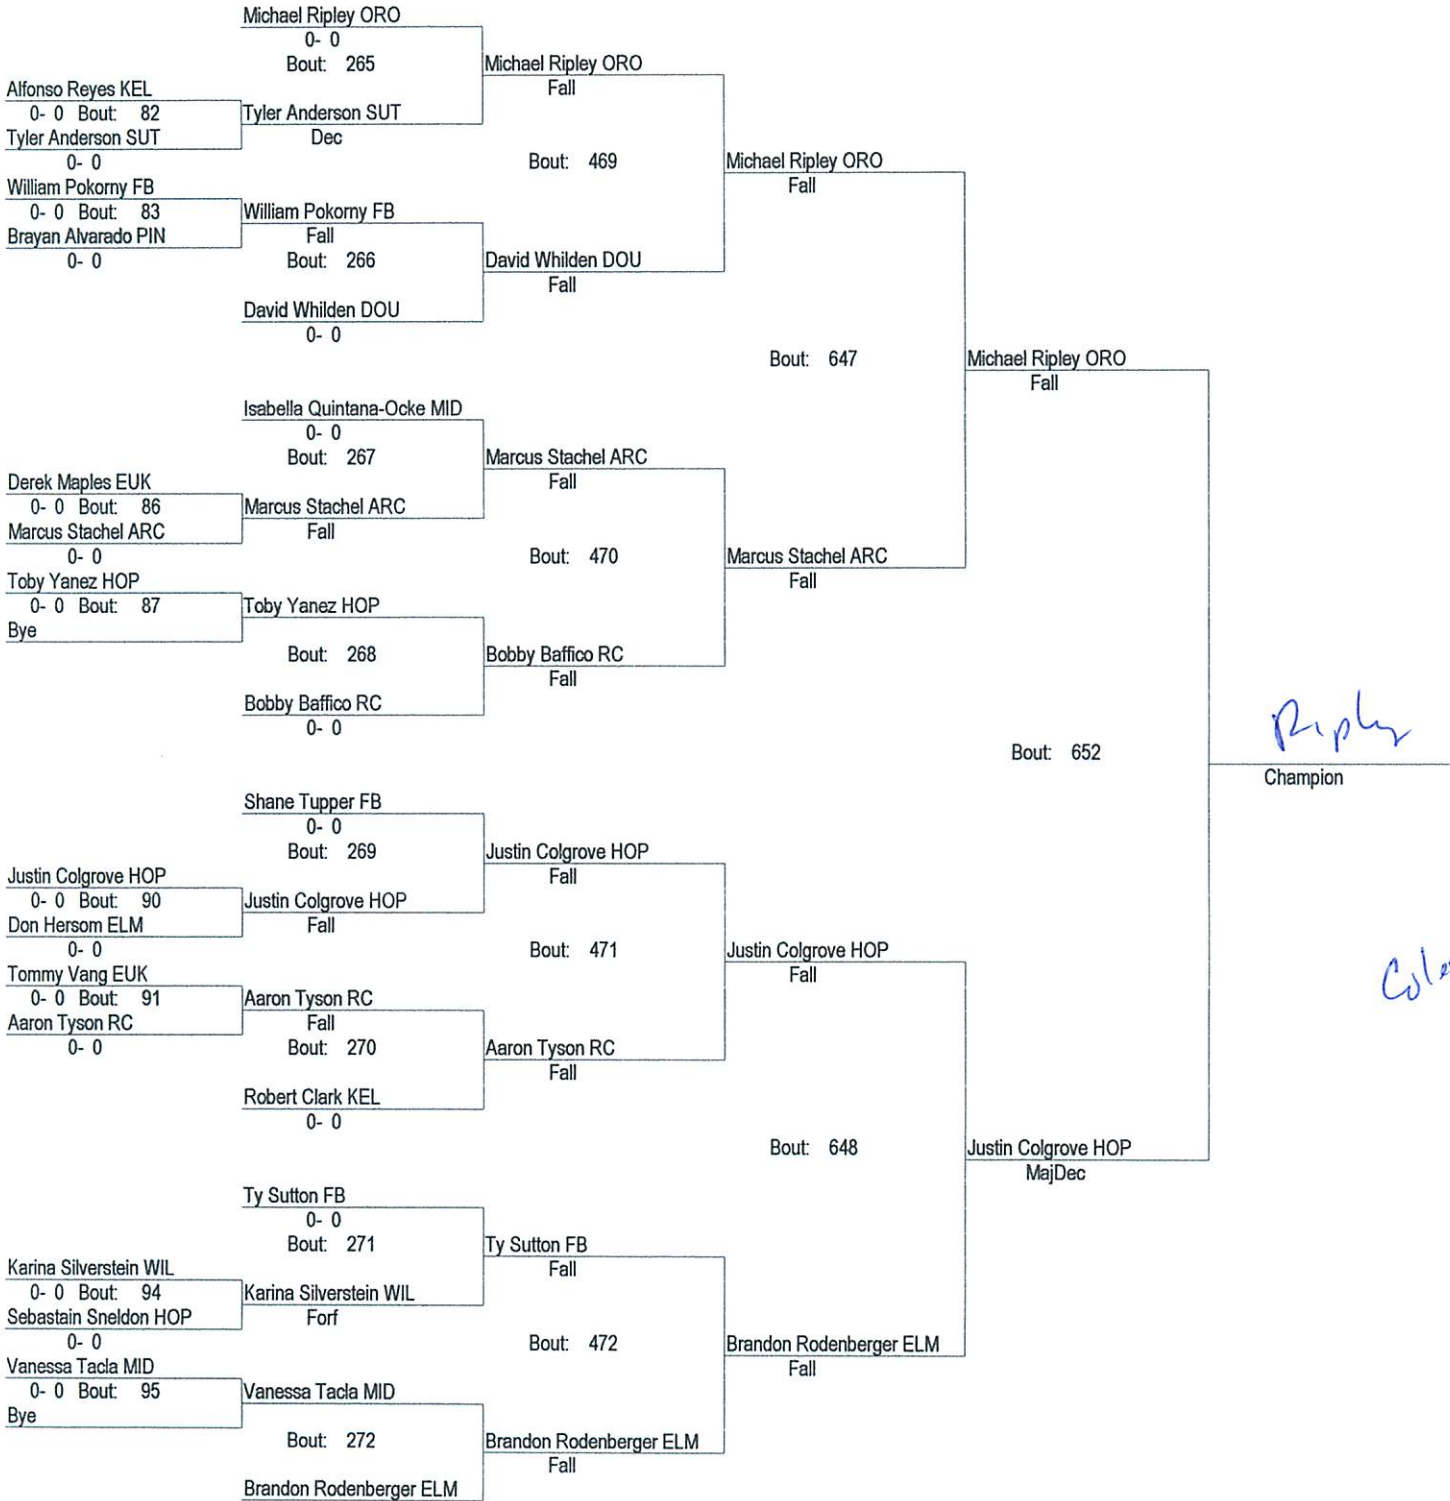 Michael Ripley ORO
0- 0
Bout: 265
Michael Ripley ORO
Fall
Alfonso Reyes KEL
0- 0 Bout: 82
Tyler Anderson SUT
0- 0
Tyler Anderson SUT
Dec
Bout: 469
Michael Ripley ORO
Fall
William Pokorny FB
0- 0 Bout: 83
Brayan Alvarado PIN
0- 0
William Pokorny FB
Fall
Bout: 266
David Whilden DOU
Fall
David Whilden DOU
0- 0
Bout: 647
Michael Ripley ORO
Fall
Isabella Quintana-Ocke MID
0- 0
Bout: 267
Marcus Stachel ARC
Fall
Derek Maples EUK
0- 0 Bout: 86
Marcus Stachel ARC
0- 0
Marcus Stachel ARC
Fall
Bout: 470
Marcus Stachel ARC
Fall
Toby Yanez HOP
0- 0 Bout: 87
Bye
Toby Yanez HOP
Bout: 268
Bobby Baffico RC
Fall
Bobby Baffico RC
0- 0
Bout: 652
Ripley
Champion
Shane Tupper FB
0- 0
Bout: 269
Justin Colgrove HOP
Fall
Justin Colgrove HOP
0- 0 Bout: 90
Don Hersom ELM
0- 0
Justin Colgrove HOP
Fall
Bout: 471
Justin Colgrove HOP
Fall
Tommy Vang EUK
0- 0 Bout: 91
Aaron Tyson RC
0- 0
Aaron Tyson RC
Fall
Bout: 270
Aaron Tyson RC
Fall
Robert Clark KEL
0- 0
Bout: 648
Justin Colgrove HOP
MajDec
Ty Sutton FB
0- 0
Bout: 271
Ty Sutton FB
Fall
Karina Silverstein WIL
0- 0 Bout: 94
Sebastain Sneldon HOP
0- 0
Karina Silverstein WIL
Forf
Bout: 472
Brandon Rodenberger ELM
Fall
Vanessa Tacla MID
0- 0 Bout: 95
Bye
Vanessa Tacla MID
Bout: 272
Brandon Rodenberger ELM
Fall
Brandon Rodenberger ELM